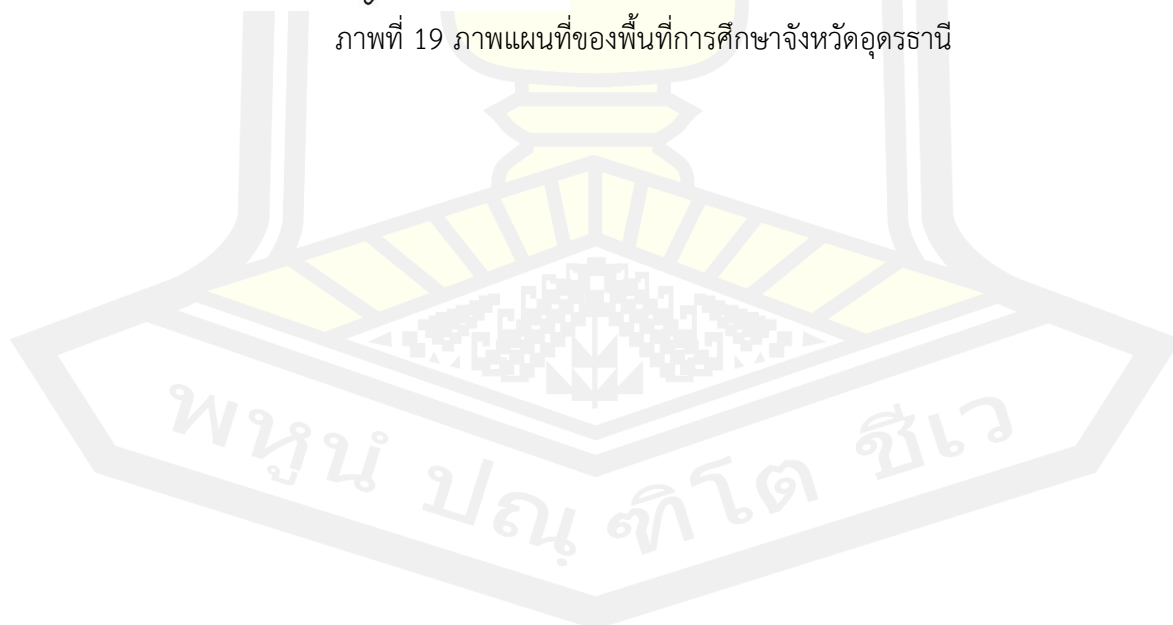 ภาพที่ 19 ภาพแผนที่ของพื้นที่การศึกษาจังหวัดอุดรธานี
พหูนํ ปณฺฑิโต ชีเว